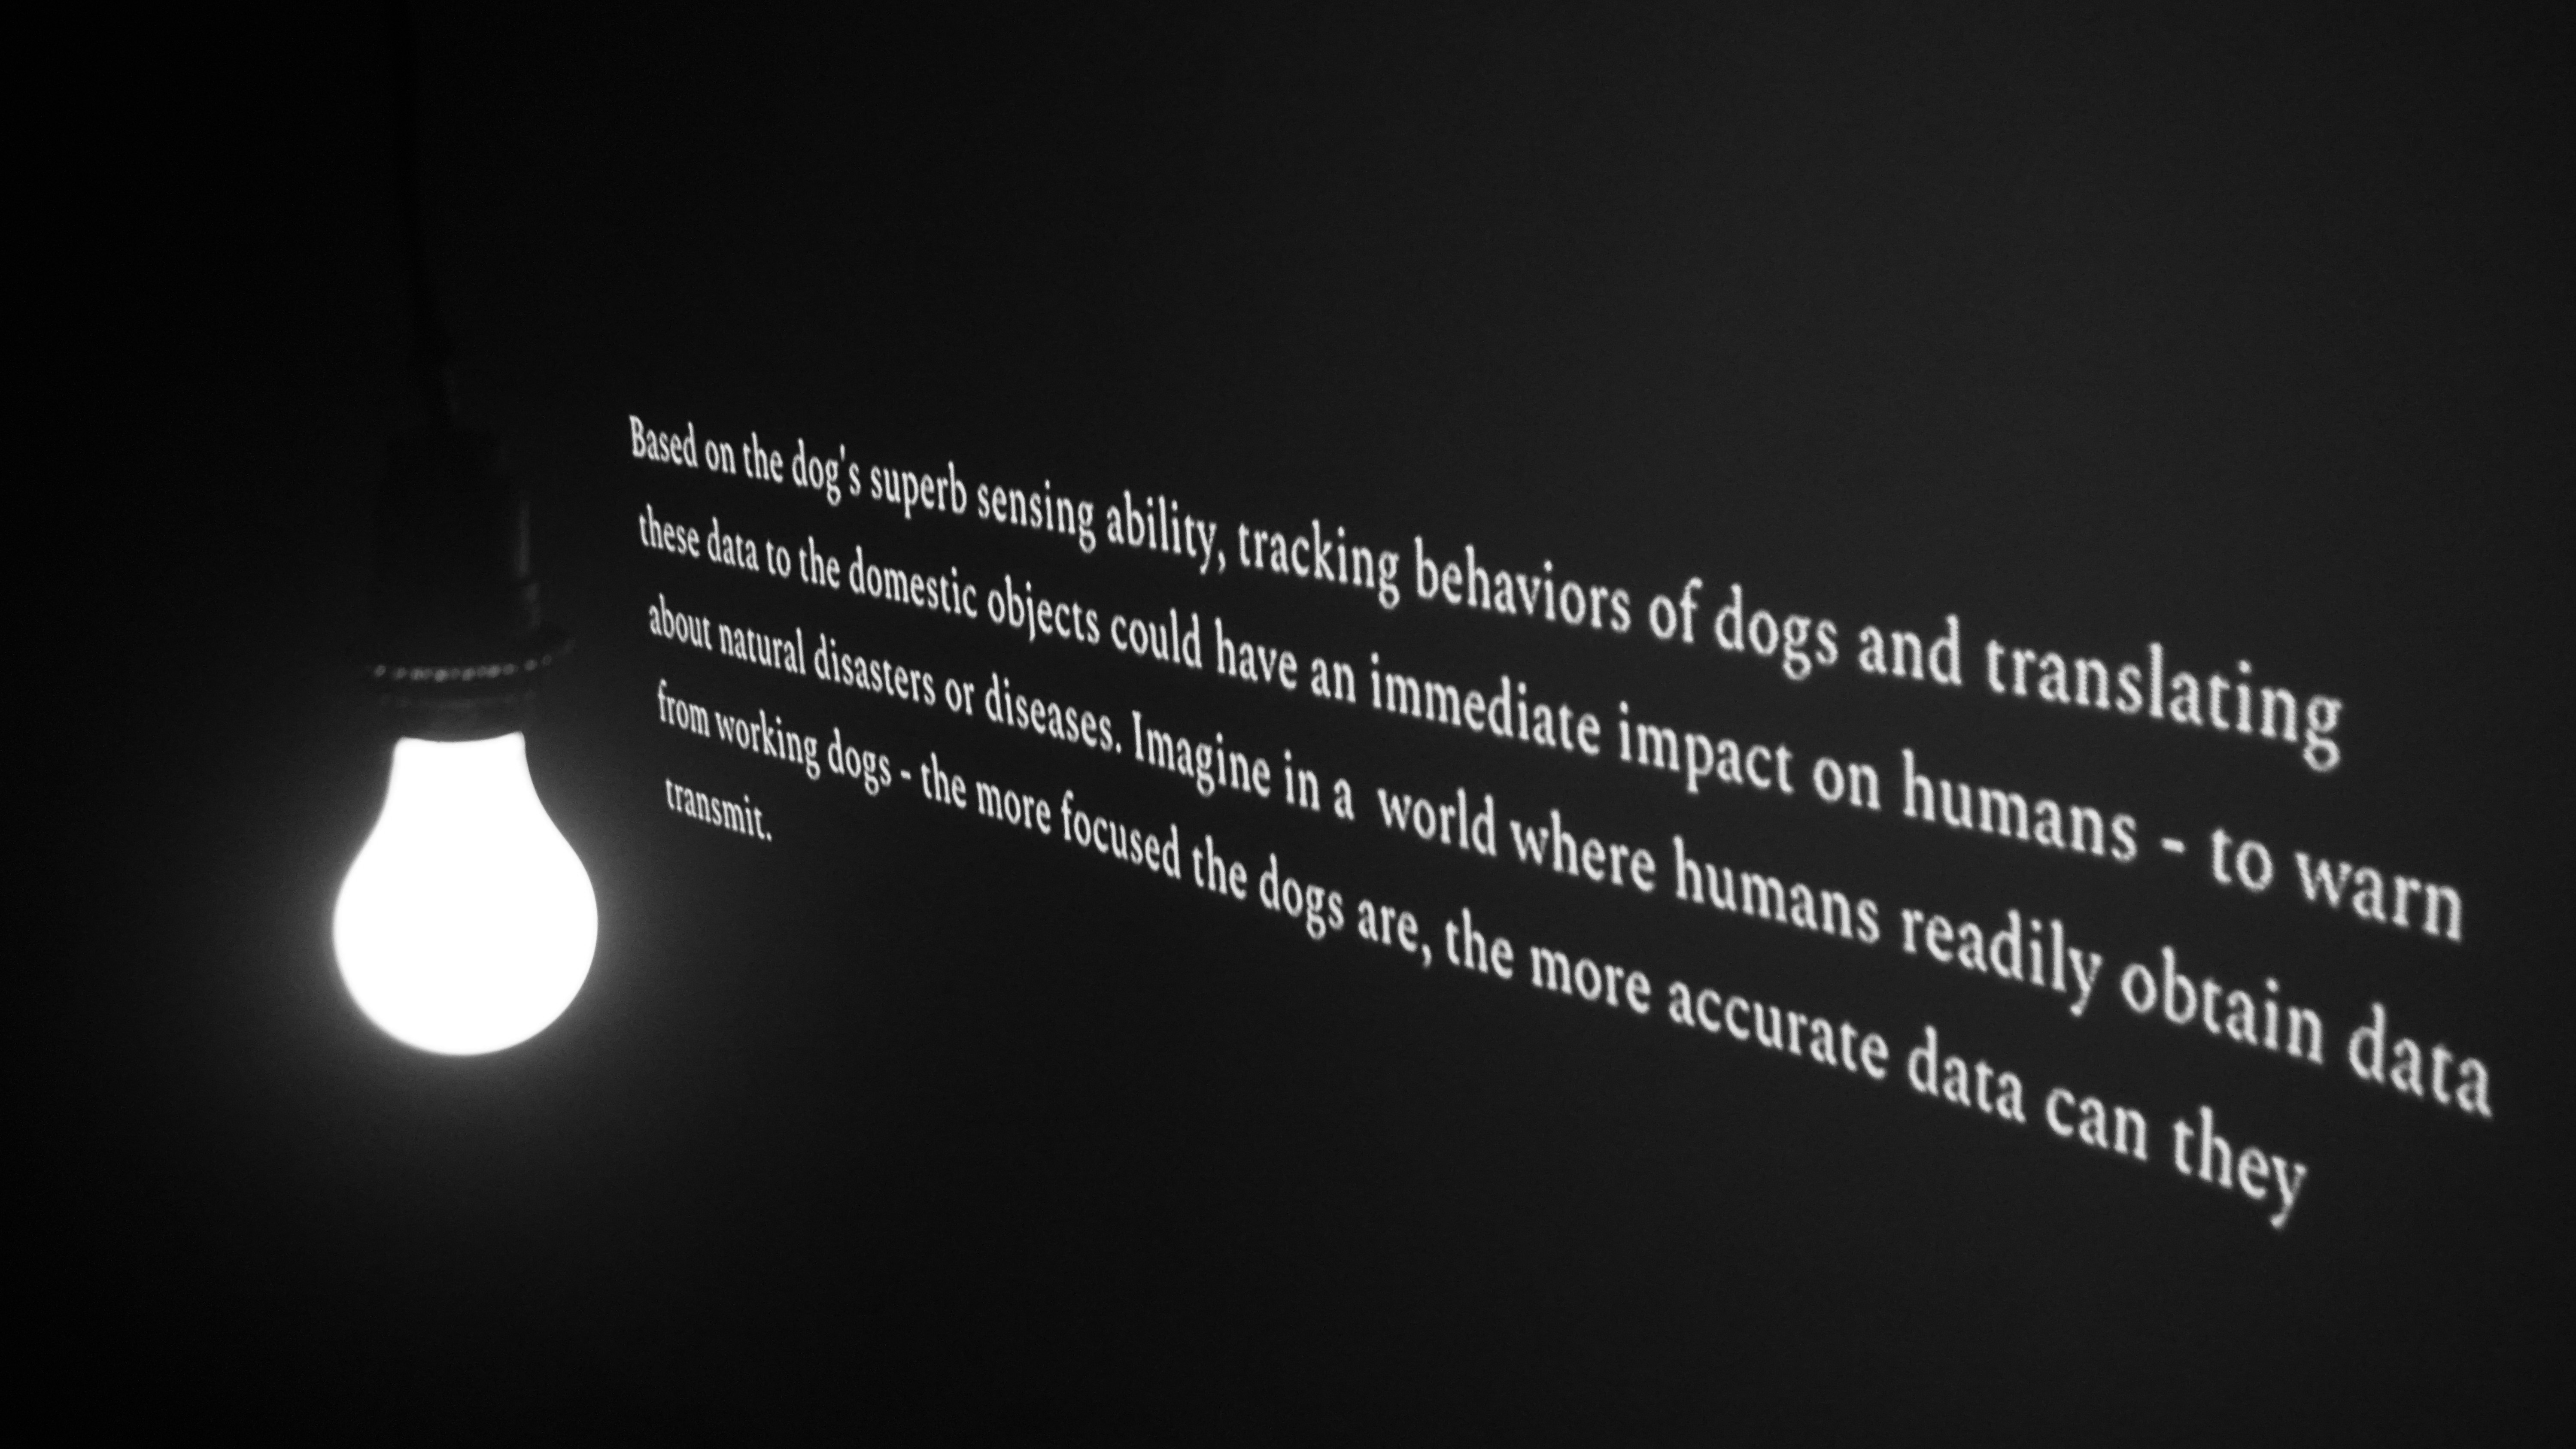 Based on the dog's superb sensing ability, tracking behaviors of dogs and translating
these data to the domestic objects could have an immediate impact on humans - to warn
about natural disasters or diseases. Imagine in a world where humans readily obtain data
from working dogs - the more focused the dogs are, the more accurate data can they
transmit.